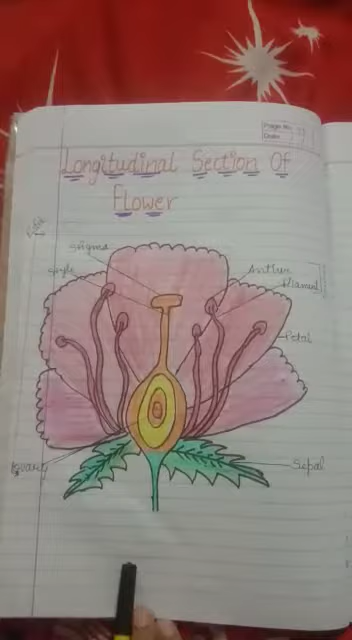 Page No.
Date
Longitudinal Section Of
Flower
Stigma
Style
Anther
Filament
Petal
Ovary
Sepal